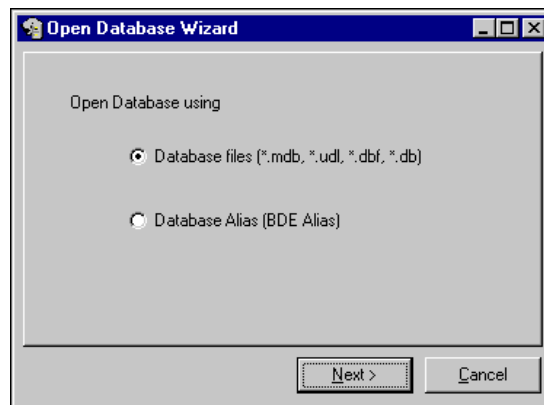 Open Database Wizard
Open Database using
Database files (*.mdb, *.udl, *.dbf, *.db)
Database Alias (BDE Alias)
Next >
Cancel